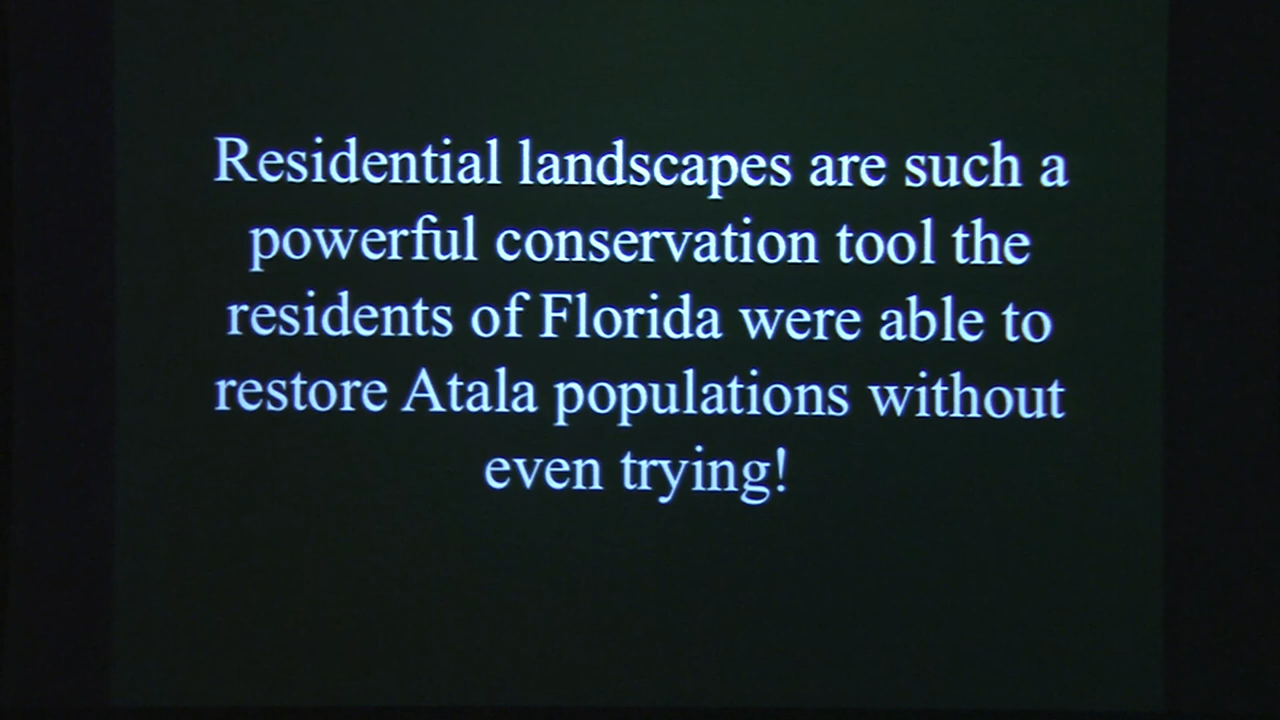 Residential landscapes are such a
powerful conservation tool the
residents of Florida were able to
restore Atala populations without
even trying!